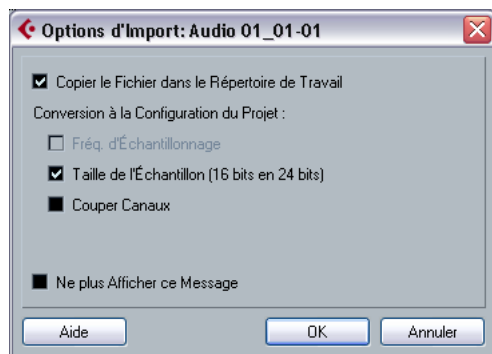 Options d'Import: Audio 01_01-01
Copier le Fichier dans le Répertoire de Travail
Conversion à la Configuration du Projet :
Fréq. d'Échantillonnage
Taille de l'Échantillon (16 bits en 24 bits)
Couper Canaux
Ne plus Afficher ce Message
Aide OK Annuler